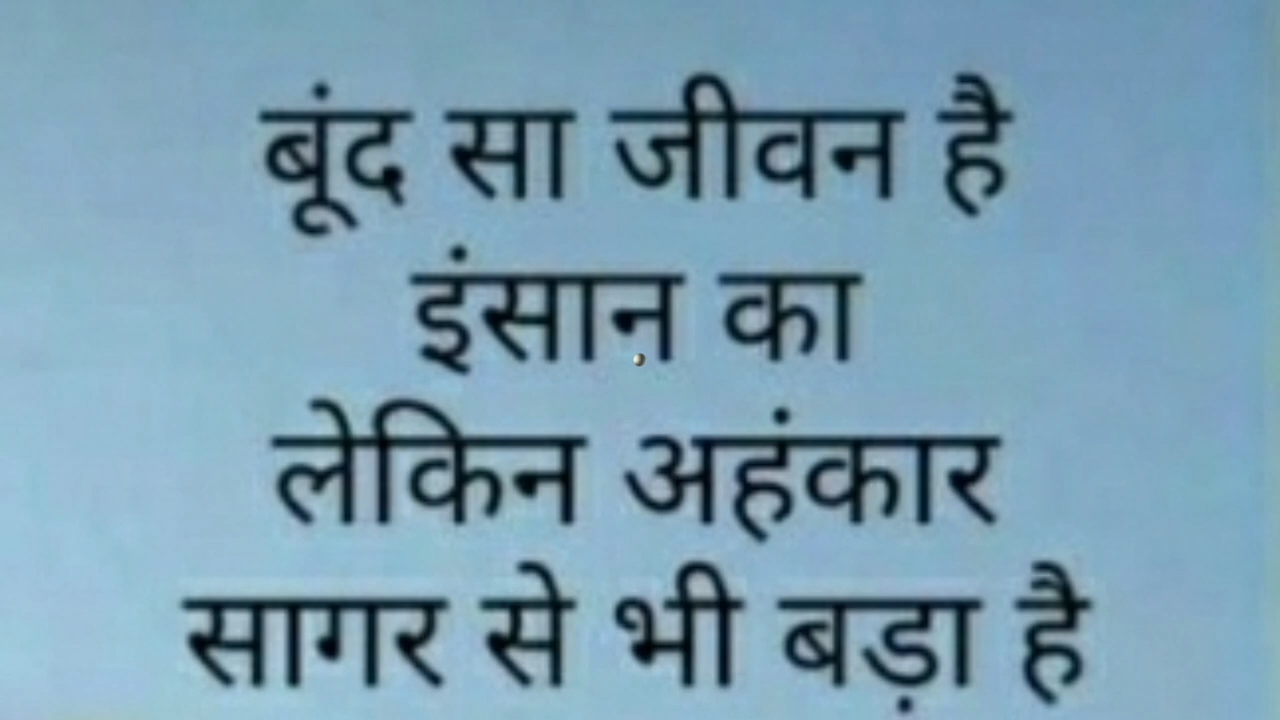 बूंद सा जीवन है
इंसान का
लेकिन अहंकार
सागर से भी बड़ा है